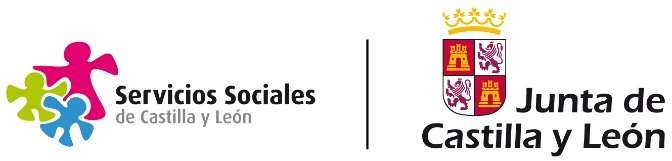 Servicios Sociales
de Castilla y León
Junta de
Castilla y León